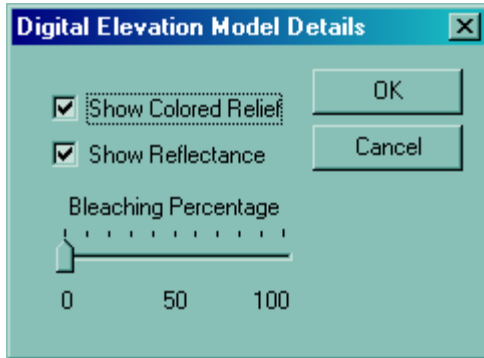 Digital Elevation Model Details
Show Colored Relief
OK
Show Reflectance
Cancel
Bleaching Percentage
0 50 100